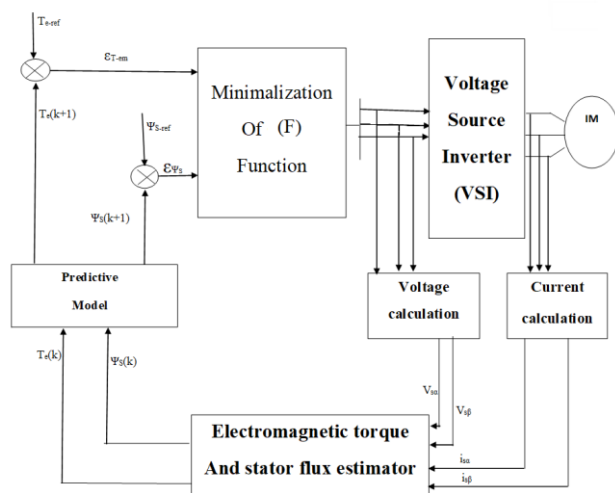 Te-ref
εT-em
Te(k+1)
ΨS-ref
εΨs
ΨS(k+1)
Minimalization
Of (F)
Function
Voltage
Source
Inverter
(VSI)
IM
Predictive
Model
Voltage
calculation
Current
calculation
Te(k)
ΨS(k)
Vsα
Vsβ
Electromagnetic torque
And stator flux estimator
isα
isβ